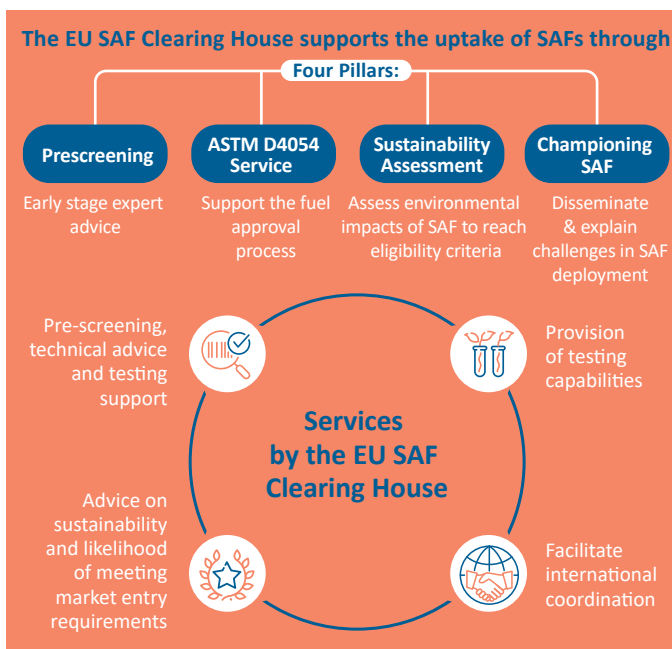 The EU SAF Clearing House supports the uptake of SAFs through
Four Pillars:
Prescreening
Early stage expert
advice
ASTM D4054
Service
Support the fuel
approval
process
Sustainability
Assessment
Assess environmental
impacts of SAF to reach
eligibility criteria
Championing
SAF
Disseminate
& explain
challenges in SAF
deployment
Pre-screening,
technical advice
and testing
support
Provision
of testing
capabilities
Services
by the EU SAF
Clearing House
Advice on
sustainability
and likelihood
of meeting
market entry
requirements
Facilitate
international
coordination